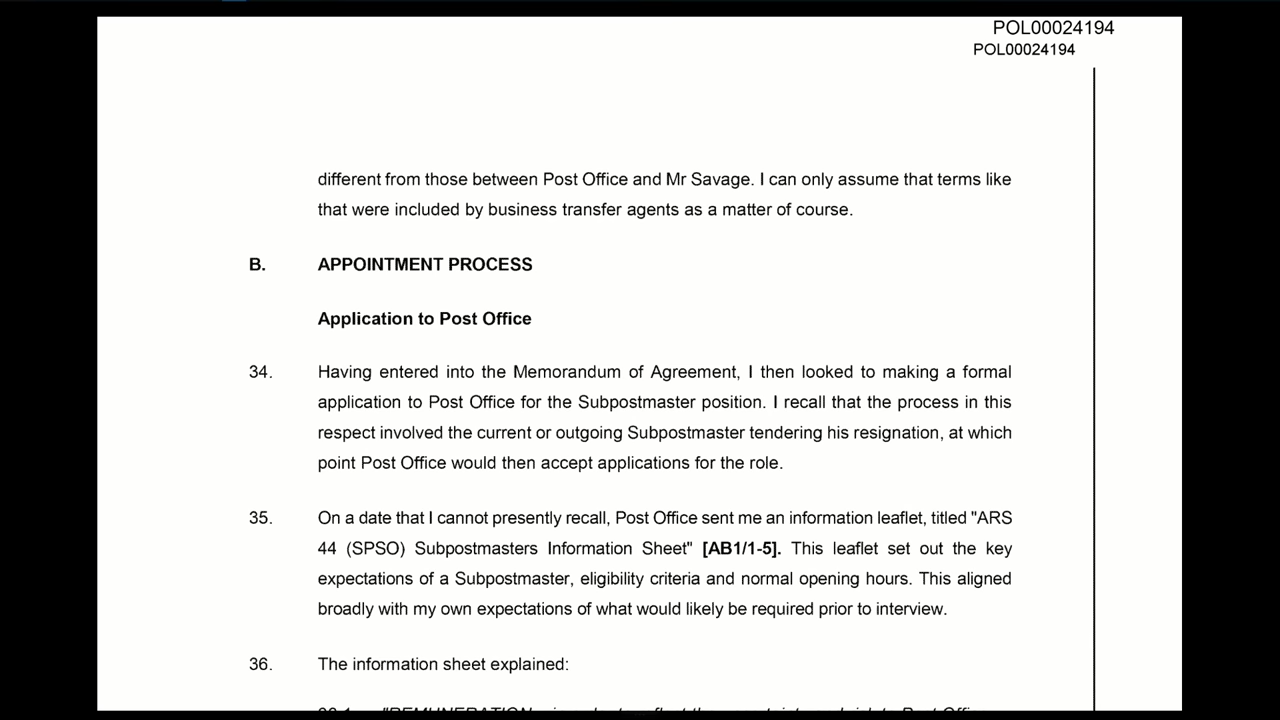 POL00024194
POL00024194
different from those between Post Office and Mr Savage. I can only assume that terms like
that were included by business transfer agents as a matter of course.
B. APPOINTMENT PROCESS
Application to Post Office
34. Having entered into the Memorandum of Agreement, I then looked to making a formal
application to Post Office for the Subpostmaster position. I recall that the process in this
respect involved the current or outgoing Subpostmaster tendering his resignation, at which
point Post Office would then accept applications for the role.
35. On a date that I cannot presently recall, Post Office sent me an information leaflet, titled "ARS
44 (SPSO) Subpostmasters Information Sheet" [AB1/1-5]. This leaflet set out the key
expectations of a Subpostmaster, eligibility criteria and normal opening hours. This aligned
broadly with my own expectations of what would likely be required prior to interview.
36. The information sheet explained:
"REMUNERATION